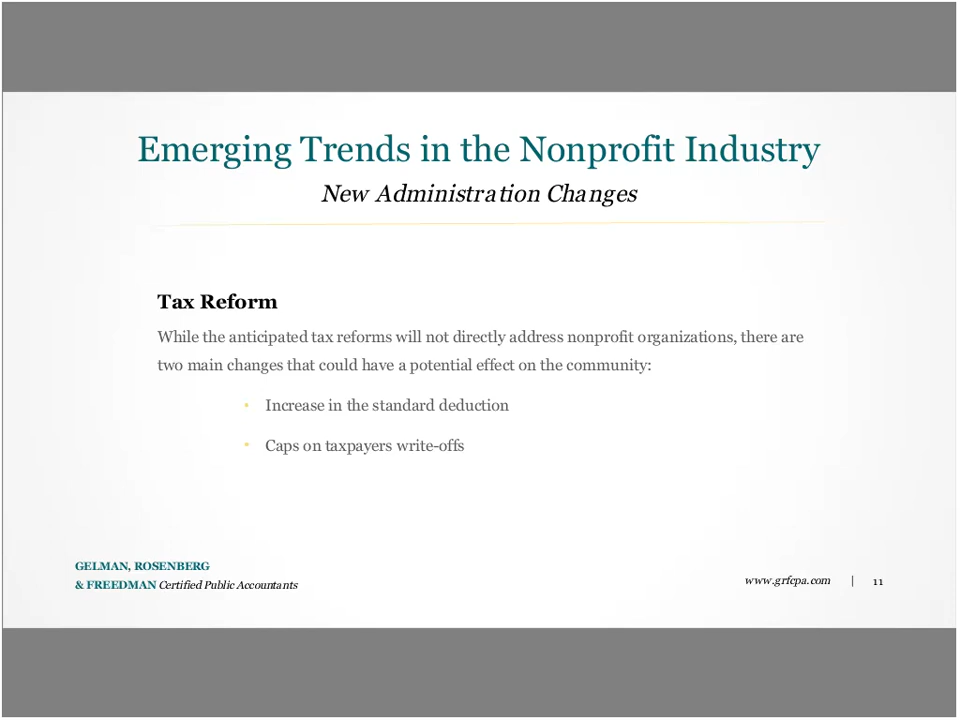 Emerging Trends in the Nonprofit Industry
New Administration Changes
Tax Reform
While the anticipated tax reforms will not directly address nonprofit organizations, there are
two main changes that could have a potential effect on the community:
• Increase in the standard deduction
• Caps on taxpayers write-offs
GELMAN, ROSENBERG
& FREEDMAN Certified Public Accountants
www.grfcpa.com | 11